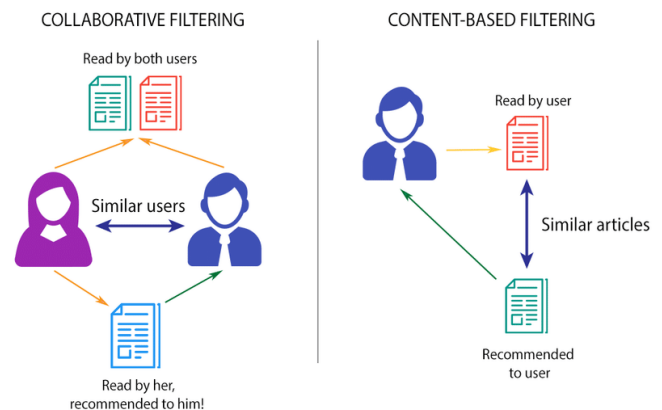 COLLABORATIVE FILTERING
Read by both users
Similar users
Read by her,
recommended to him!
CONTENT-BASED FILTERING
Read by user
Similar articles
Recommended
to user